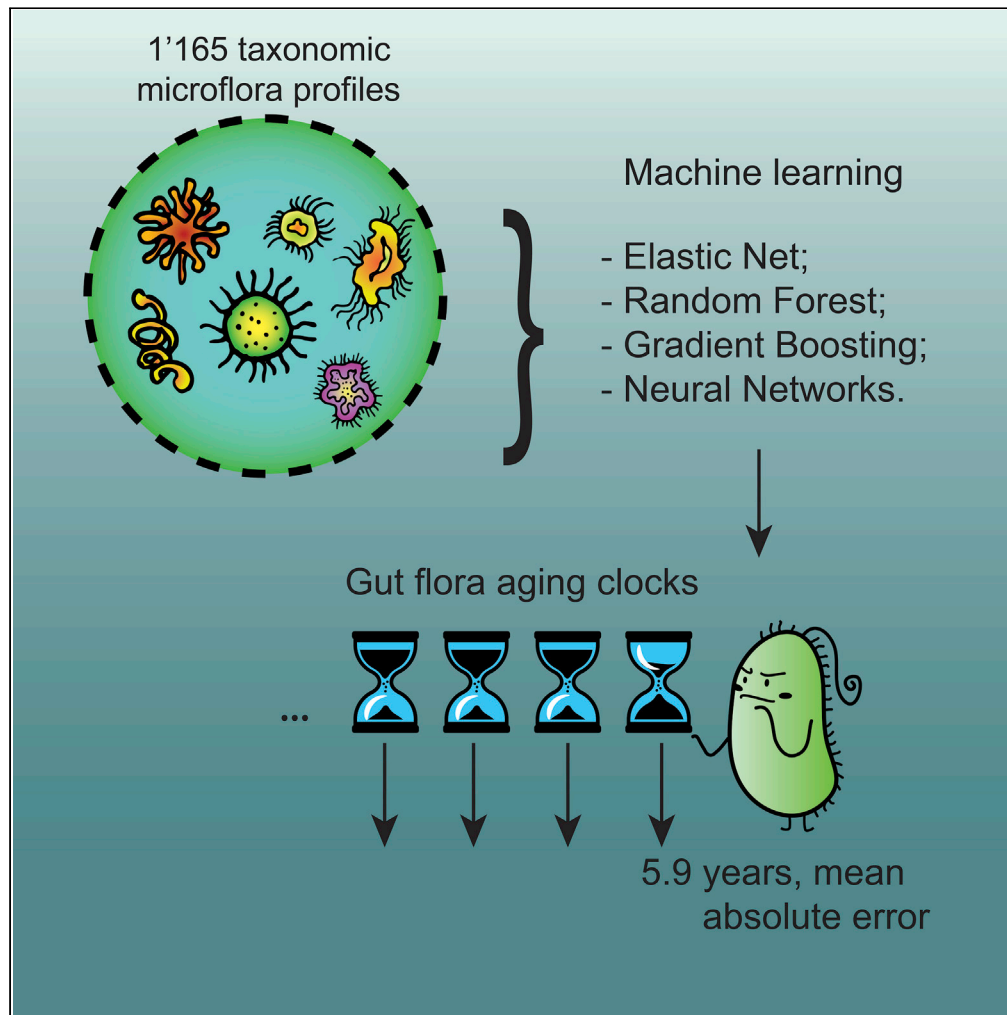 1'165 taxonomic
microflora profiles
Machine learning
- Elastic Net;
- Random Forest;
- Gradient Boosting;
- Neural Networks.
Gut flora aging clocks
...
5.9 years, mean
absolute error